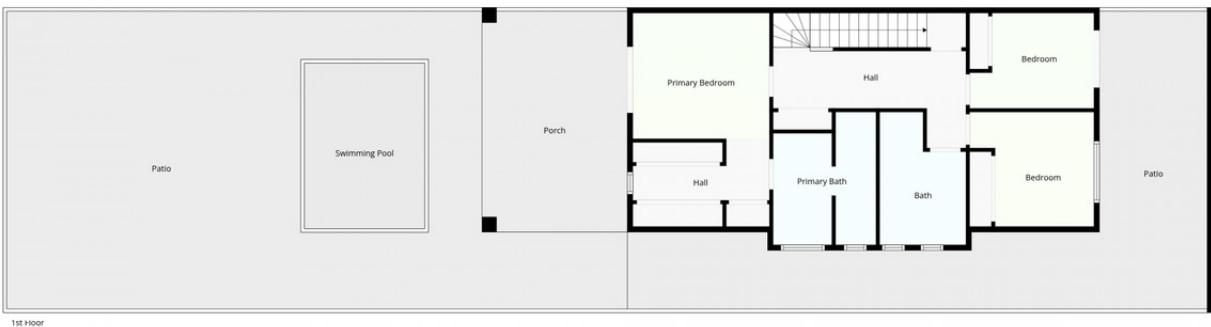 Patio
Swimming Pool
Porch
Primary Bedroom
Hall
Hall
Primary Bath
Bath
Bedroom
Bedroom
Patio
1st Floor